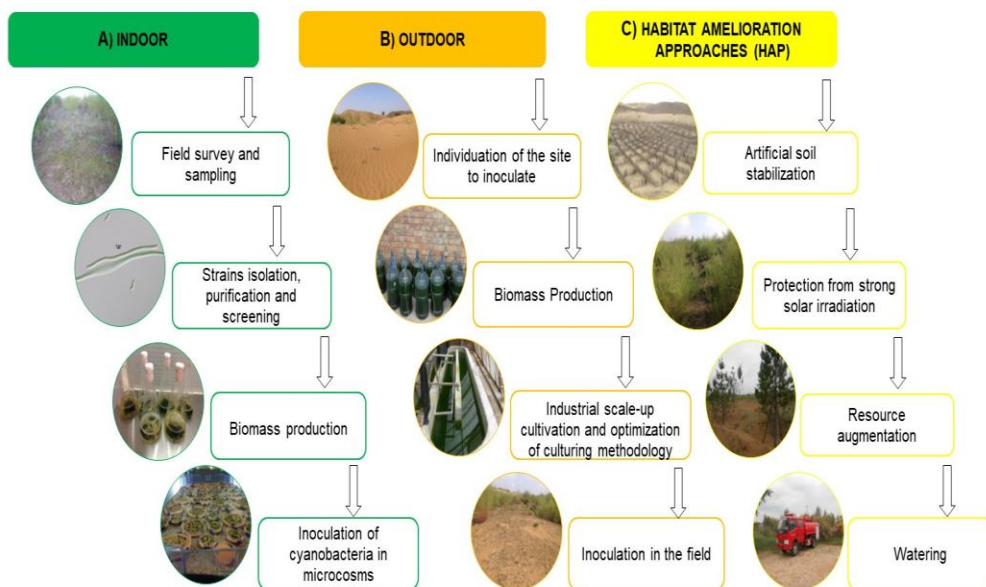 A) INDOOR
Field survey and
sampling
Strains isolation,
purification and
screening
Biomass production
Inoculation of
cyanobacteria in
microcosms
B) OUTDOOR
Individuation of the site
to inoculate
Biomass Production
Industrial scale-up
cultivation and optimization
of culturing methodology
Inoculation in the field
C) HABITAT AMELIORATION
APPROACHES (HAP)
Artificial soil
stabilization
Protection from strong
solar irradiation
Resource
augmentation
Watering